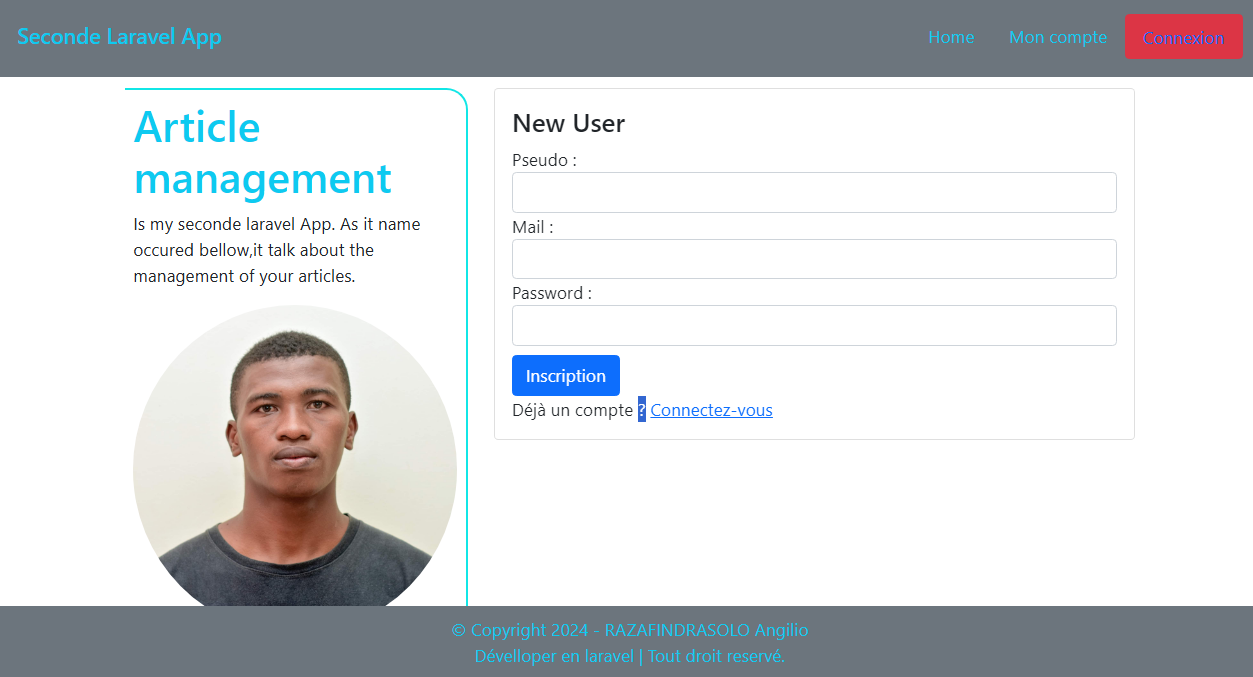 Seconde Laravel App
Home
Mon compte
Connexion
Article
management
Is my seconde laravel App. As it name
occured bellow,it talk about the
management of your articles.
New User
Pseudo :
Mail :
Password :
Inscription
Déjà un compte ? Connectez-vous
© Copyright 2024 - RAZAFINDRASOLO Angilio
Dévelloper en laravel | Tout droit reservé.